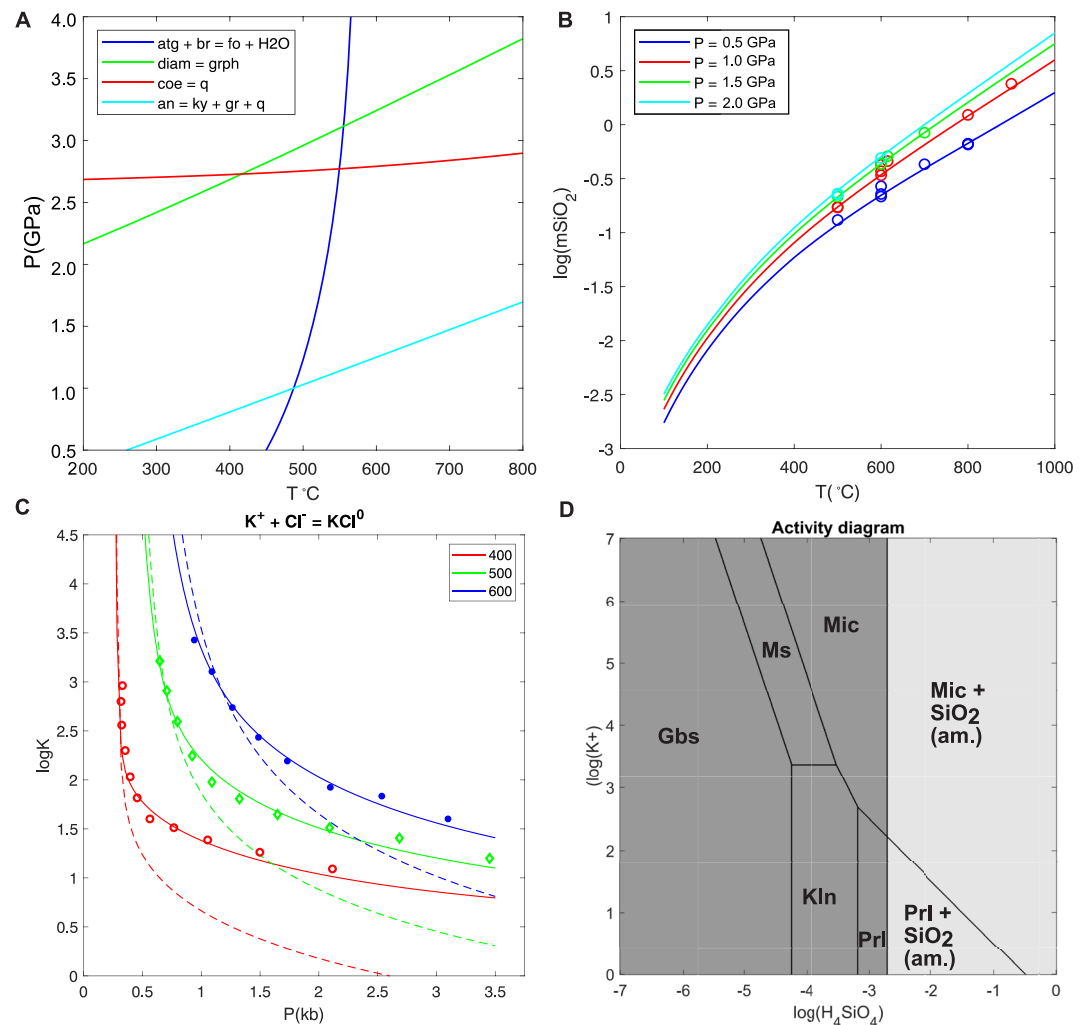 A
P(GPa)
4.0
3.5
3.0
2.5
2.0
1.5
1.0
0.5
atg + br = fo + H2O
diam = grph
coe = q
an = ky + gr + q
200 300 400 500 600 700 800
T °C
B
log(mSiO2)
1
0.5
0
-0.5
-1
-1.5
-2
-2.5
-3
P = 0.5 GPa
P = 1.0 GPa
P = 1.5 GPa
P = 2.0 GPa
0 200 400 600 800 1000
T(°C)
C
K+ + Cl- = KCl0
logK
4.5
4
3.5
3
2.5
2
1.5
1
0.5
0
400
500
600
0 0.5 1 1.5 2 2.5 3 3.5
P(kb)
D
Activity diagram
(log(K+)
7
6
5
4
3
2
1
0
Gbs
Ms
Mic
Kln
Prl
Mic +
SiO2
(am.)
Prl +
SiO2
(am.)
-7 -6 -5 -4 -3 -2 -1 0
log(H4SiO4)